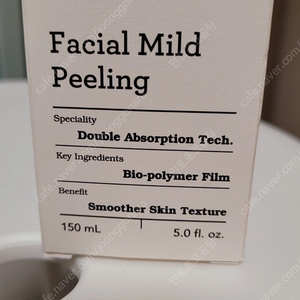 Facial Mild
Peeling
Speciality
Double Absorption Tech.
Key Ingredients
Bio-polymer Film
Benefit
Smoother Skin Texture
150 mL 5.0 fl. oz.